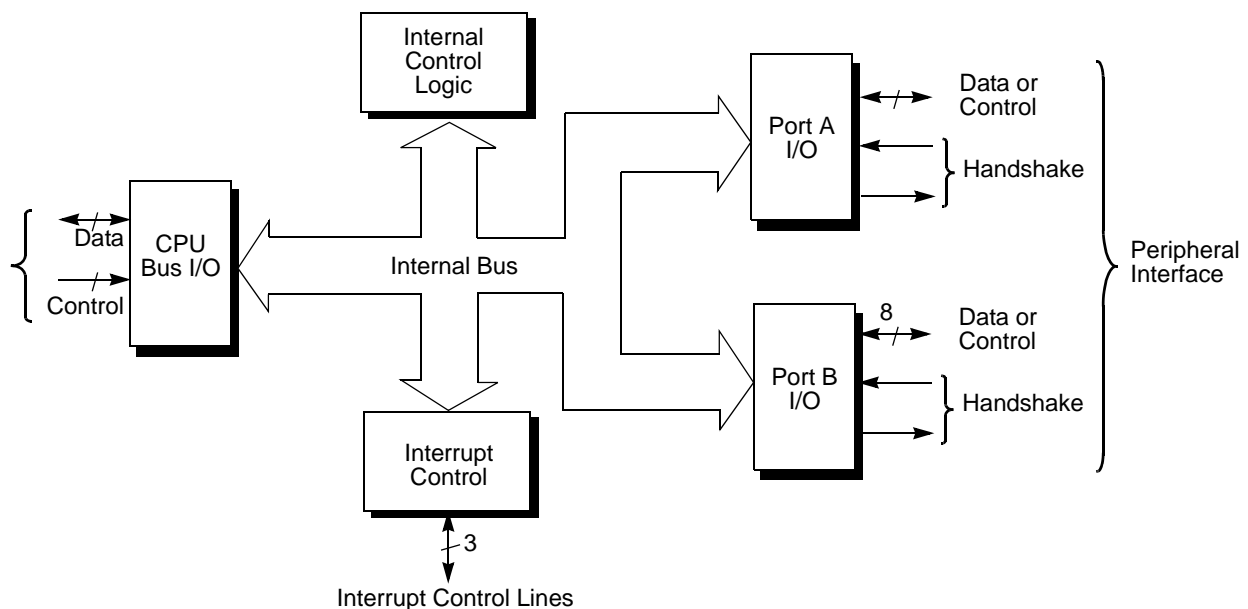 Internal
Control
Logic
Port A
I/O
Data or
Control
Handshake
Data
Control
CPU
Bus I/O
Internal Bus
Peripheral
Interface
Port B
I/O
8
Data or
Control
Handshake
Interrupt
Control
3
Interrupt Control Lines